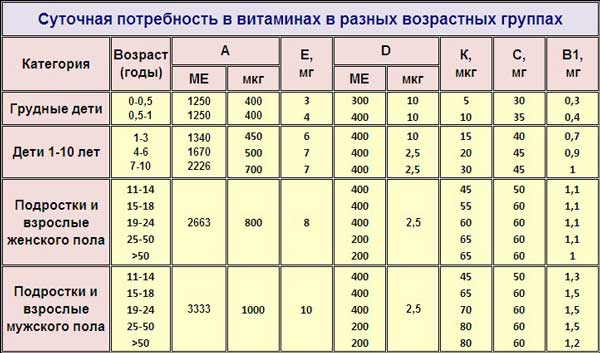 Суточная потребность в витаминах в разных возрастных группах
Категория Возраст (годы) А Е, мг D К, мкг С, мг В1, мг
МЕ мкг МЕ мкг
Грудные дети 0-0,5 1250 400 3 300 10 5 30 0,3
0,5-1 1250 400 4 400 10 10 35 0,4
Дети 1-10 лет 1-3 1340 450 6 400 10 15 40 0,7
4-6 1670 500 7 400 2,5 20 45 0,9
7-10 2226 700 7 400 2,5 30 45 1
Подростки и взрослые женского пола 2663 800 8 2,5
11-14 400 45 50 1,1
15-18 400 55 60 1,1
19-24 400 60 60 1,1
25-50 200 65 60 1,1
>50 200 65 60 1
Подростки и взрослые мужского пола 3333 1000 10 2,5
11-14 400 45 50 1,3
15-18 400 65 60 1,5
19-24 400 70 60 1,5
25-50 200 80 60 1,5
>50 200 80 60 1,2